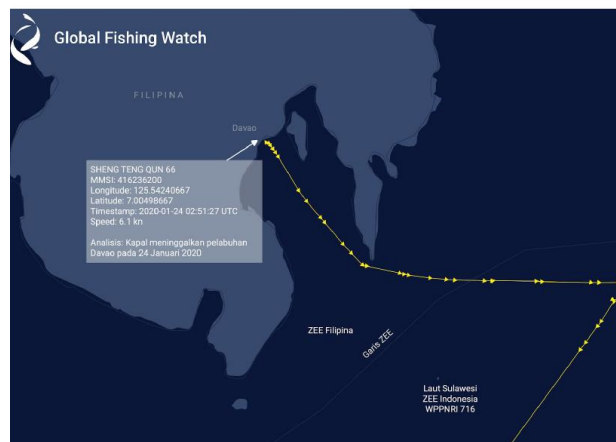 Global Fishing Watch
FILIPINA
Davao
SHENG TENG QUN 66
MMSI: 416236200
Longitude: 125.54240667
Latitude: 7.00498667
Timestamp: 2020-01-24 02:51:27 UTC
Speed: 6.1 kn
Analisis: Kapal meninggalkan pelabuhan
Davao pada 24 Januari 2020
ZEE Filipina
Garis ZEE
Laut Sulawesi
ZEE Indonesia
WPPNRI 716